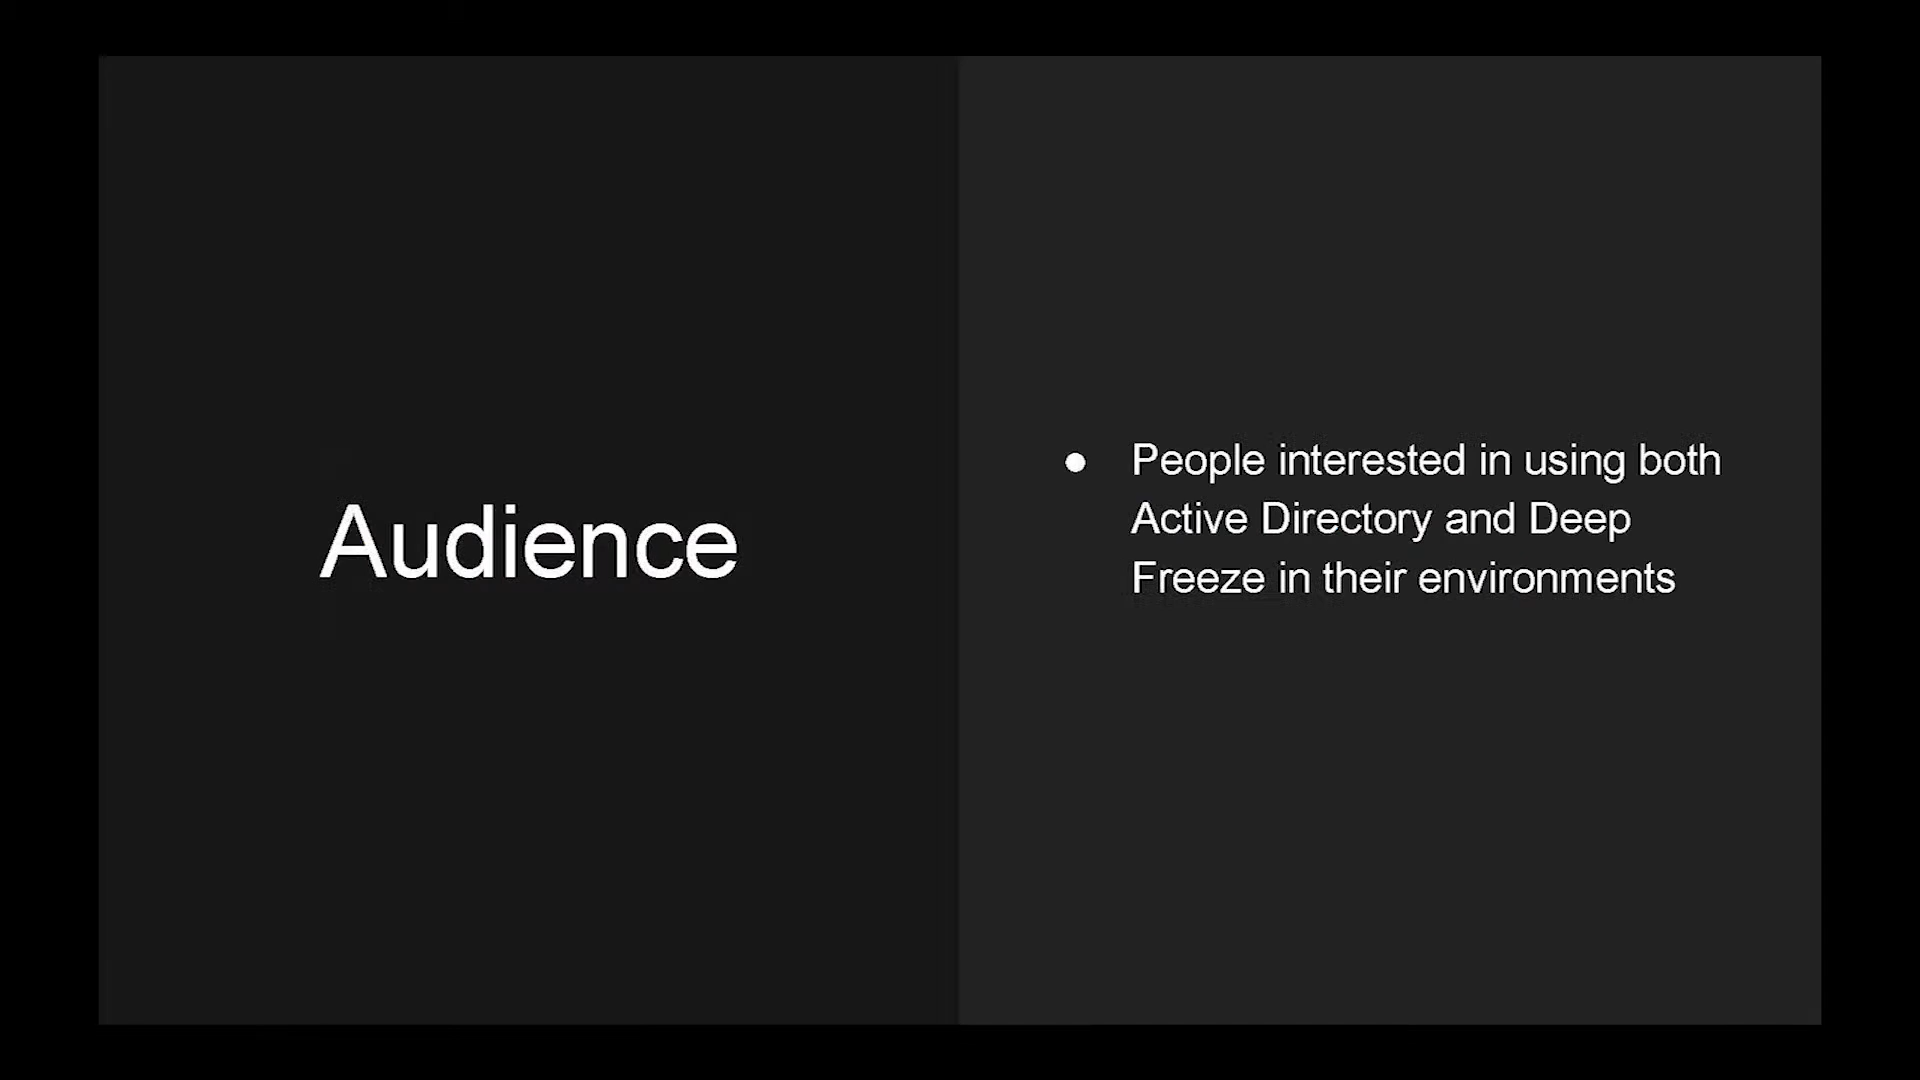 Audience
● People interested in using both
Active Directory and Deep
Freeze in their environments